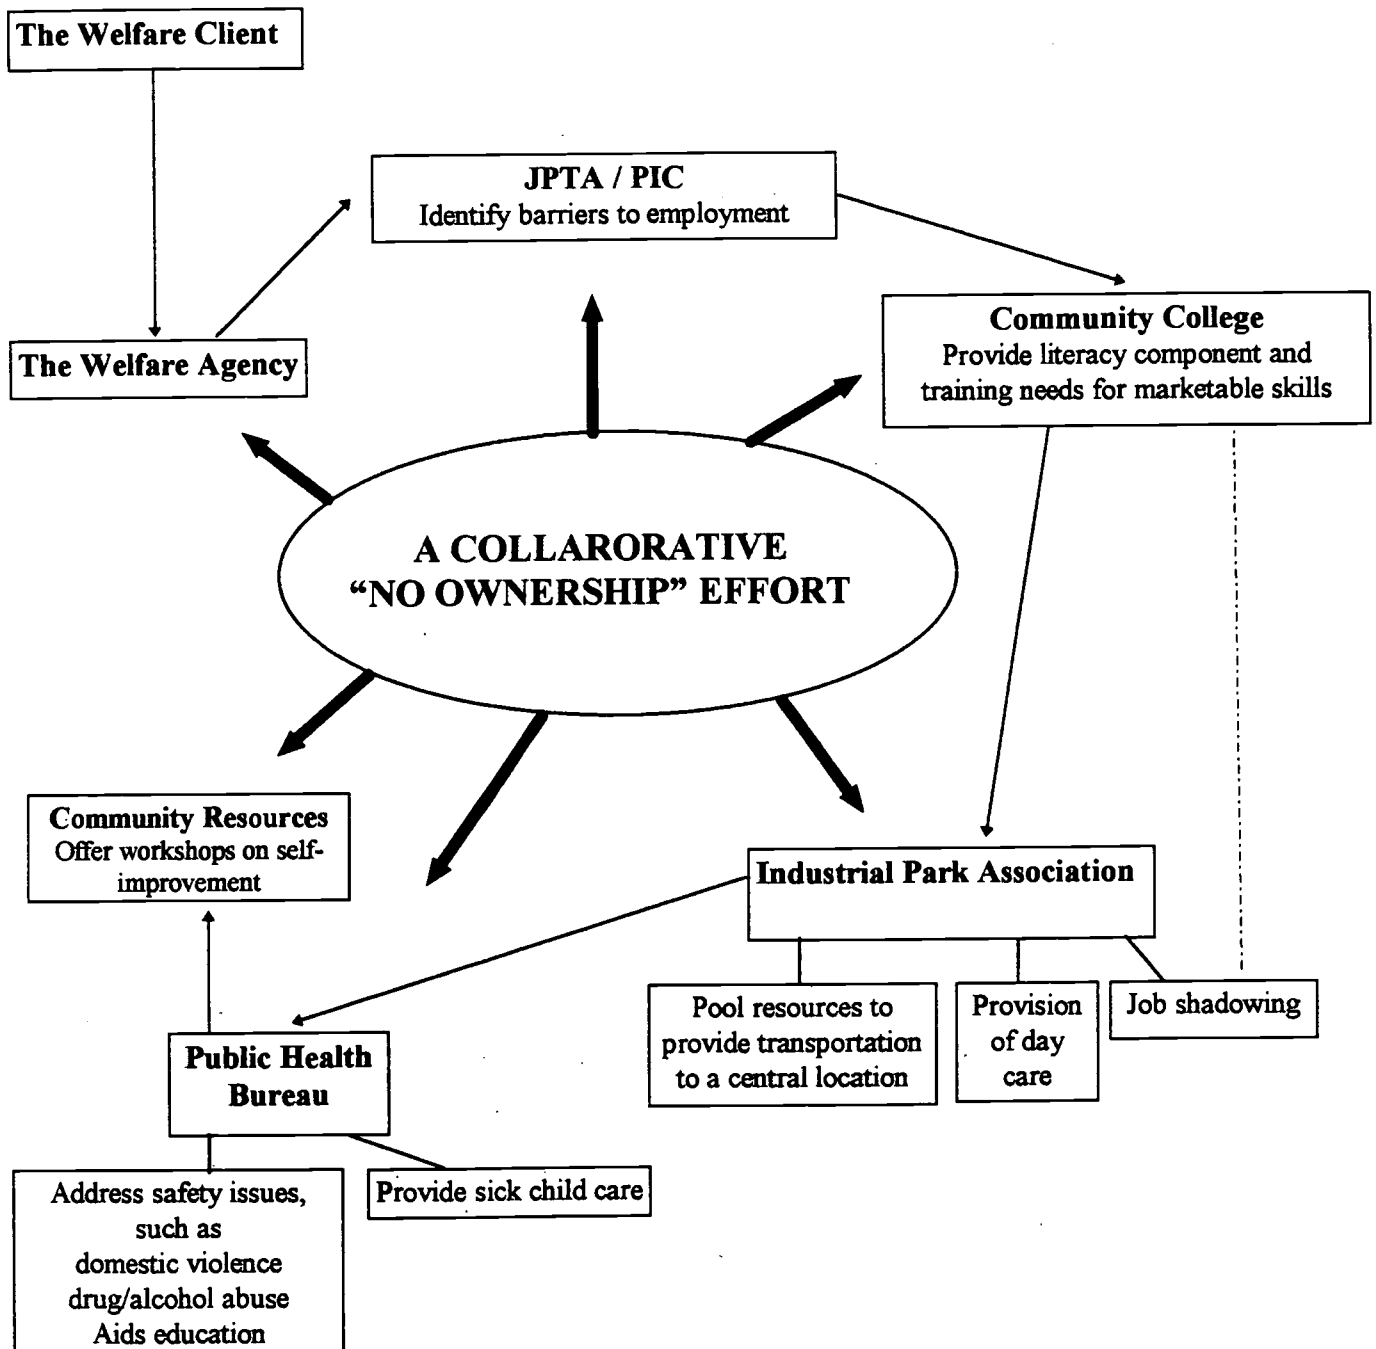 The Welfare Client
JPTA / PIC
Identify barriers to employment
Community College
Provide literacy component and
training needs for marketable skills
The Welfare Agency
A COLLARORATIVE
“NO OWNERSHIP” EFFORT
Community Resources
Offer workshops on self-
improvement
Industrial Park Association
Pool resources to
provide transportation
to a central location
Provision
of day
care
Job shadowing
Public Health
Bureau
Address safety issues,
such as
domestic violence
drug/alcohol abuse
Aids education
Provide sick child care